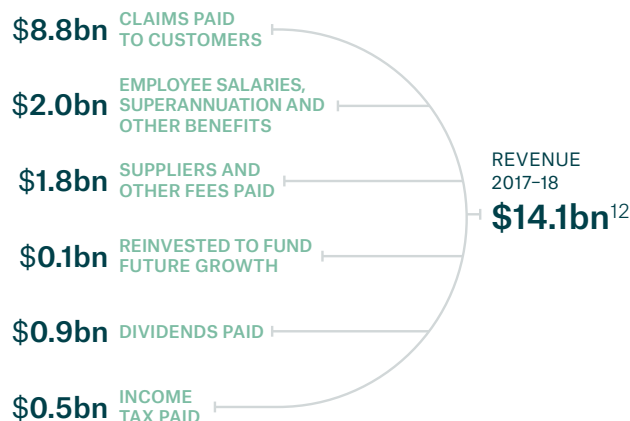 $8.8bn CLAIMS PAID
TO CUSTOMERS
$2.0bn EMPLOYEE SALARIES,
SUPERANNUATION AND
OTHER BENEFITS
$1.8bn SUPPLIERS AND
OTHER FEES PAID
$0.1bn REINVESTED TO FUND
FUTURE GROWTH
$0.9bn DIVIDENDS PAID
$0.5bn INCOME
TAX PAID
REVENUE
2017–18
$14.1bn12